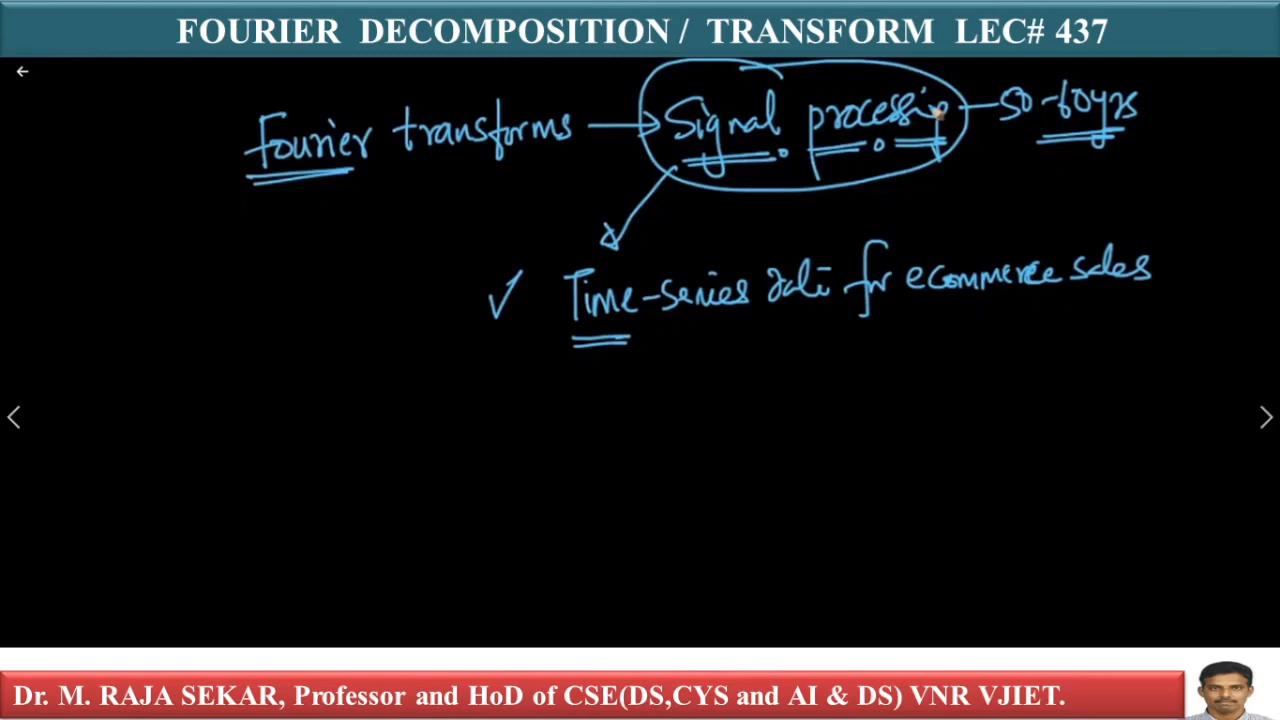 FOURIER DECOMPOSITION / TRANSFORM LEC# 437
Fourier transforms → Signal processing - 50-60yrs
✓ Time-series data for ecommerce sales
Dr. M. RAJA SEKAR, Professor and HoD of CSE(DS,CYS and AI & DS) VNR VJIET.